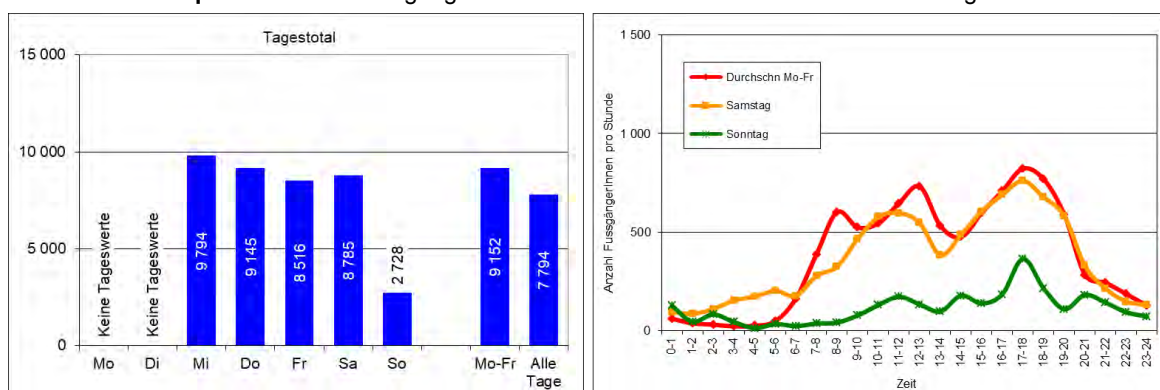 Tagestotal
15 000
10 000
5 000
0
Keine Tageswerte
Keine Tageswerte
9 794
9 145
8 516
8 785
2 728
9 152
7 794
Mo Di Mi Do Fr Sa So Mo-Fr Alle
Tage
1 500
1 000
500
0
Anzahl FussgängerInnen pro Stunde
Durchschn Mo-Fr
Samstag
Sonntag
0-1 1-2 2-3 3-4 4-5 5-6 6-7 7-8 8-9 9-10 10-11 11-12 12-13 13-14 14-15 15-16 16-17 17-18 18-19 19-20 20-21 21-22 22-23 23-24
Zeit